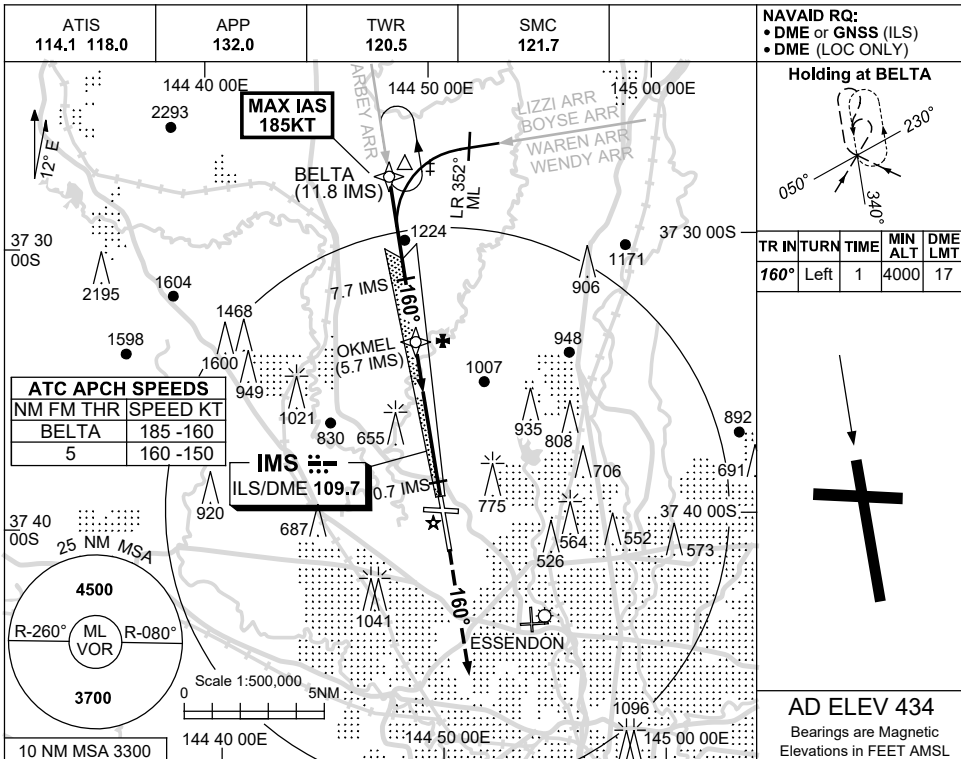 ATIS
114.1 118.0
APP
132.0
TWR
120.5
SMC
121.7
NAVAID RQ:
• DME or GNSS (ILS)
• DME (LOC ONLY)
144 40 00E
144 50 00E
145 00 00E
Holding at BELTA
230°
050°
340°
TR IN TURN TIME MIN ALT DME LMT
160° Left 1 4000 17
12° E
2293
MAX IAS
185KT
ARBEY ARR
LIZZI ARR
BOYSE ARR
WAREN ARR
WENDY ARR
BELTA
(11.8 IMS)
LR 352°
ML
37 30
00S
37 30 00S
1224
1171
2195
1604
7.7 IMS
160°
906
1468
1598
1600
949
OKMEL
(5.7 IMS)
948
1007
ATC APCH SPEEDS
NM FM THR SPEED KT
BELTA 185 -160
5 160 -150
1021
830
655
935
808
892
691
706
IMS
ILS/DME 109.7
0.7 IMS
775
920
687
37 40
00S
37 40 00S
564
552
526
573
25 NM MSA
4500
R-260°
ML
VOR
R-080°
3700
1041
160°
ESSENDON
Scale 1:500,000
0
5NM
1096
10 NM MSA 3300
144 40 00E
144 50 00E
145 00 00E
AD ELEV 434
Bearings are Magnetic
Elevations in FEET AMSL